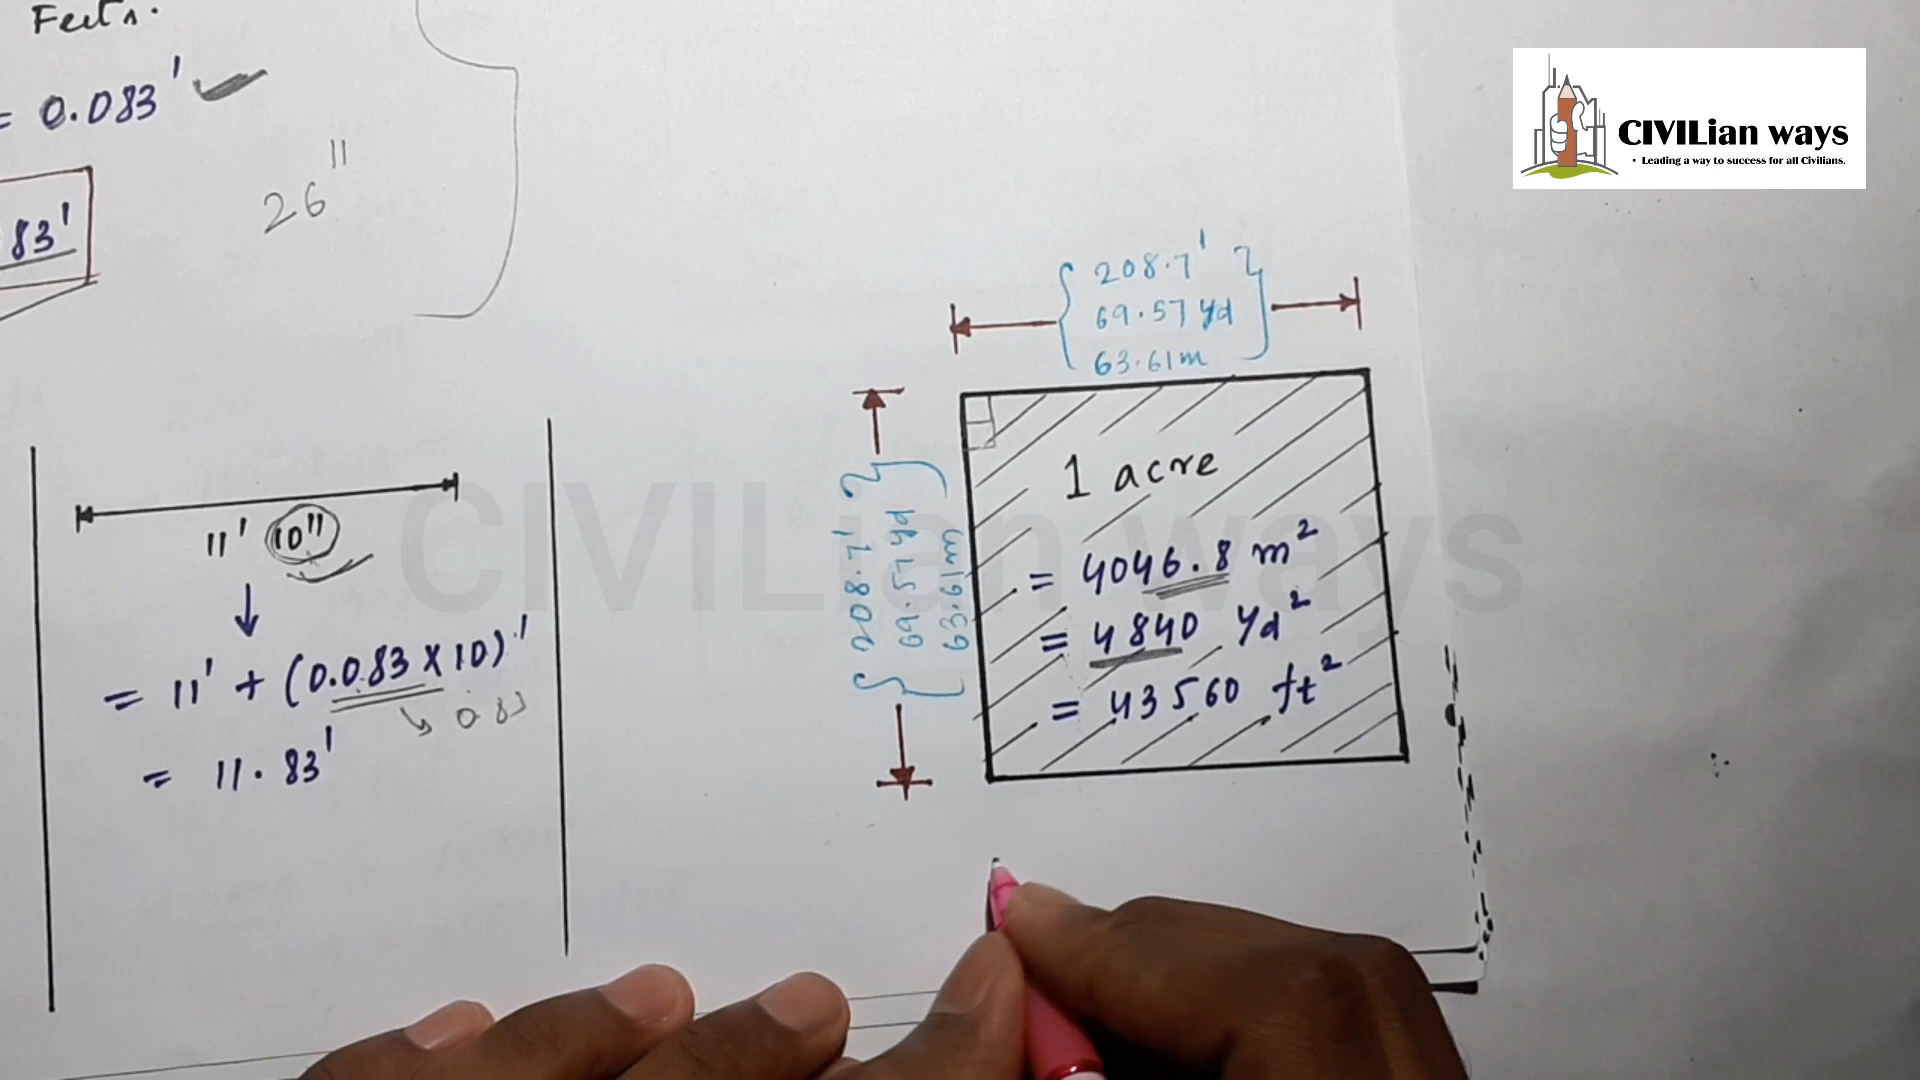 Feets.
= 0.083'
83'
26"
CIVILian ways
• Leading a way to success for all Civilians.
11' 10"
= 11' + (0.083 x 10)'
0.83
= 11.83'
208.7'
69.57 yd
63.61m
208.7'
69.57 yd
63.61m
1 acre
= 4046.8 m²
= 4840 yd²
= 43560 ft²
CIVILian ways